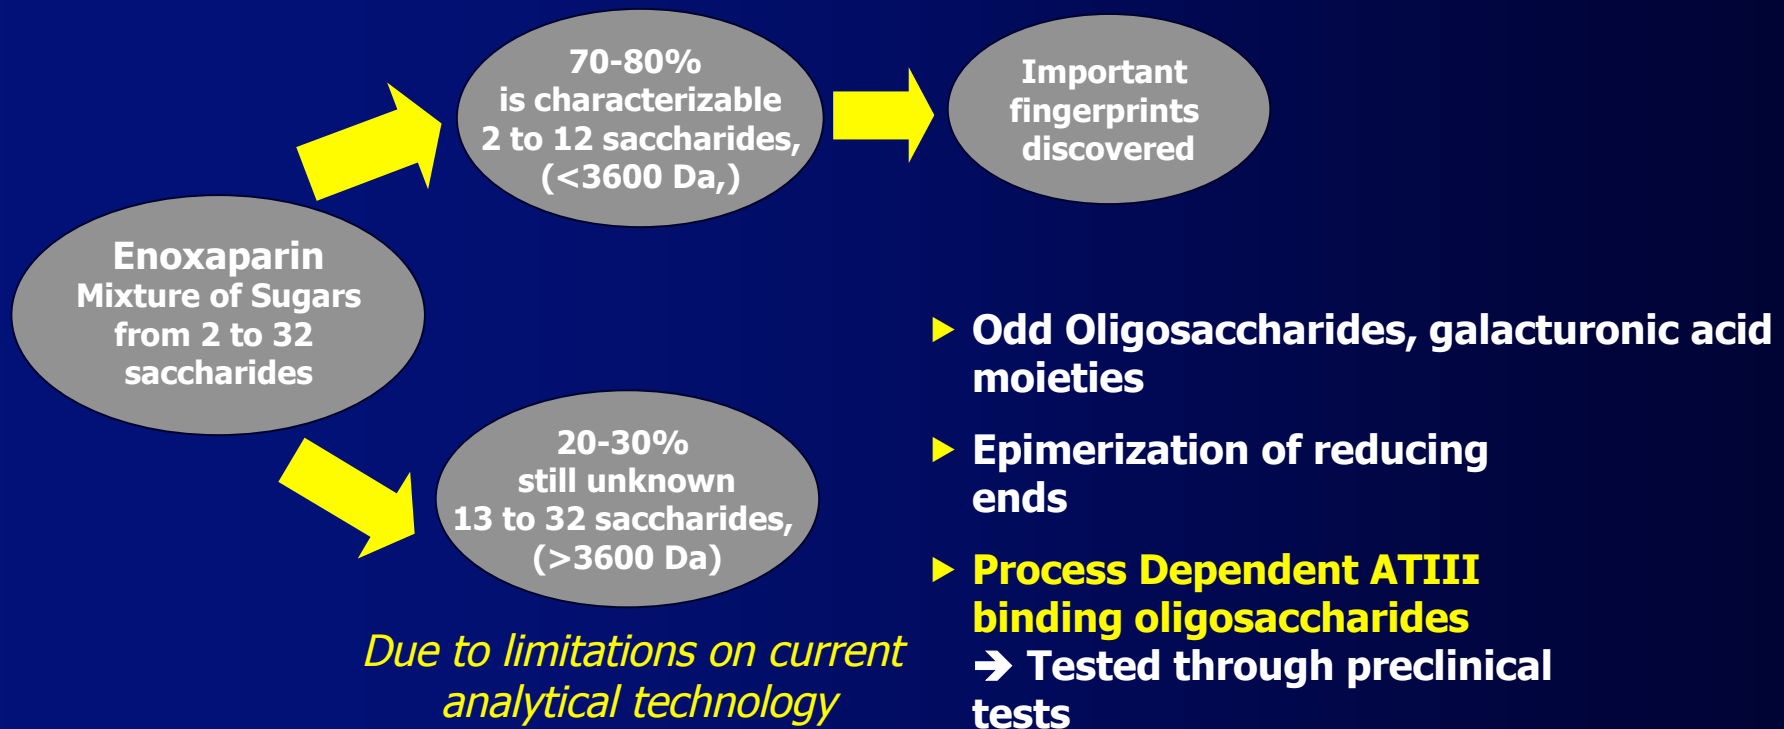 70-80%
is characterizable
2 to 12 saccharides,
(<3600 Da,)
Important
fingerprints
discovered
Enoxaparin
Mixture of Sugars
from 2 to 32
saccharides
20-30%
still unknown
13 to 32 saccharides,
(>3600 Da)
Due to limitations on current
analytical technology
Odd Oligosaccharides, galacturonic acid
moieties
Epimerization of reducing
ends
Process Dependent ATIII
binding oligosaccharides
➔ Tested through preclinical
tests